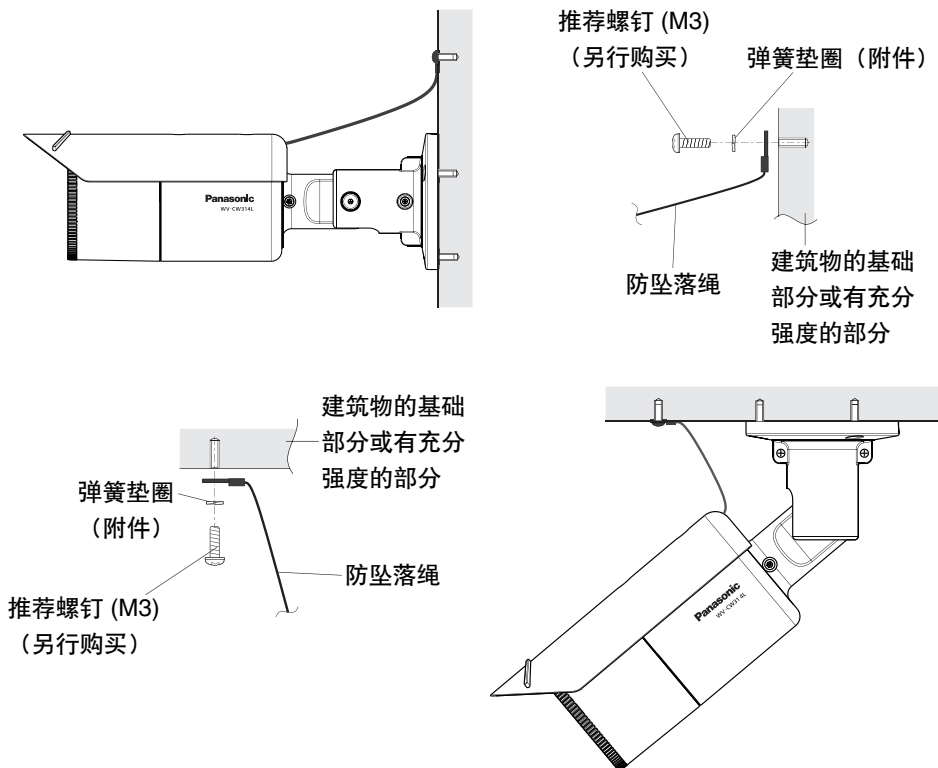 推荐螺钉 (M3)
（另行购买）
弹簧垫圈（附件）
Panasonic
WV-CW314L
防坠落绳
建筑物的基础
部分或有充分
强度的部分
建筑物的基础
部分或有充分
强度的部分
弹簧垫圈
（附件）
防坠落绳
推荐螺钉 (M3)
（另行购买）
Panasonic
WV-CW314L